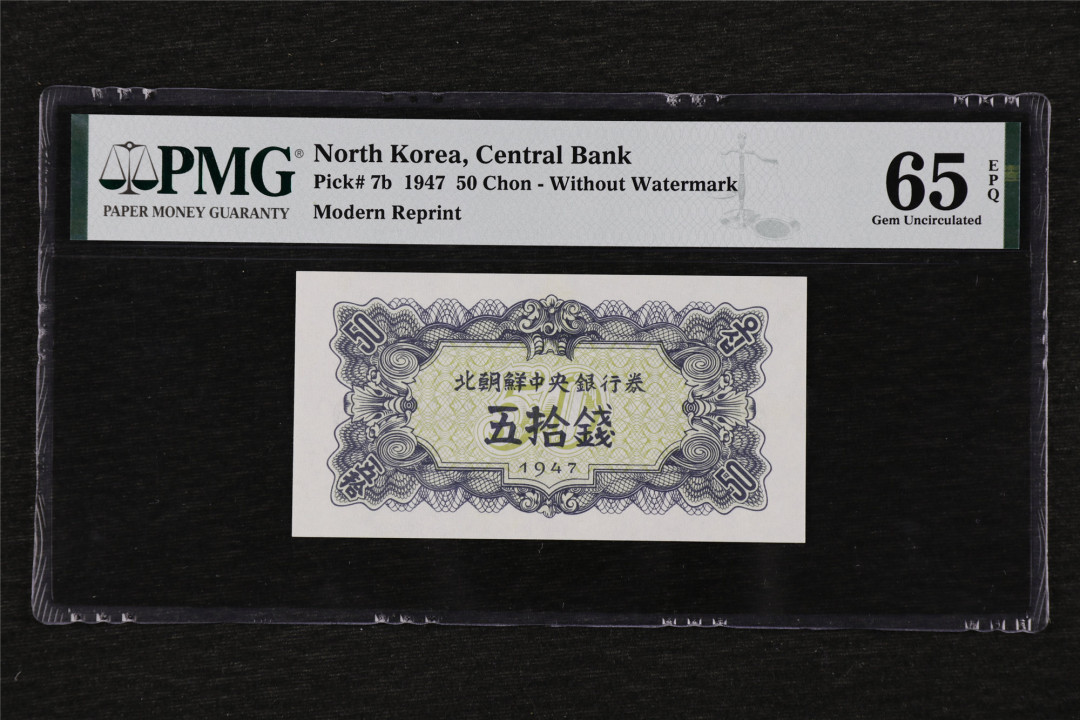 PMG®
PAPER MONEY GUARANTY
North Korea, Central Bank
Pick# 7b 1947 50 Chon - Without Watermark
Modern Reprint
65
EPQ
Gem Uncirculated
50
北朝鮮中央銀行券
五拾錢
1947
50